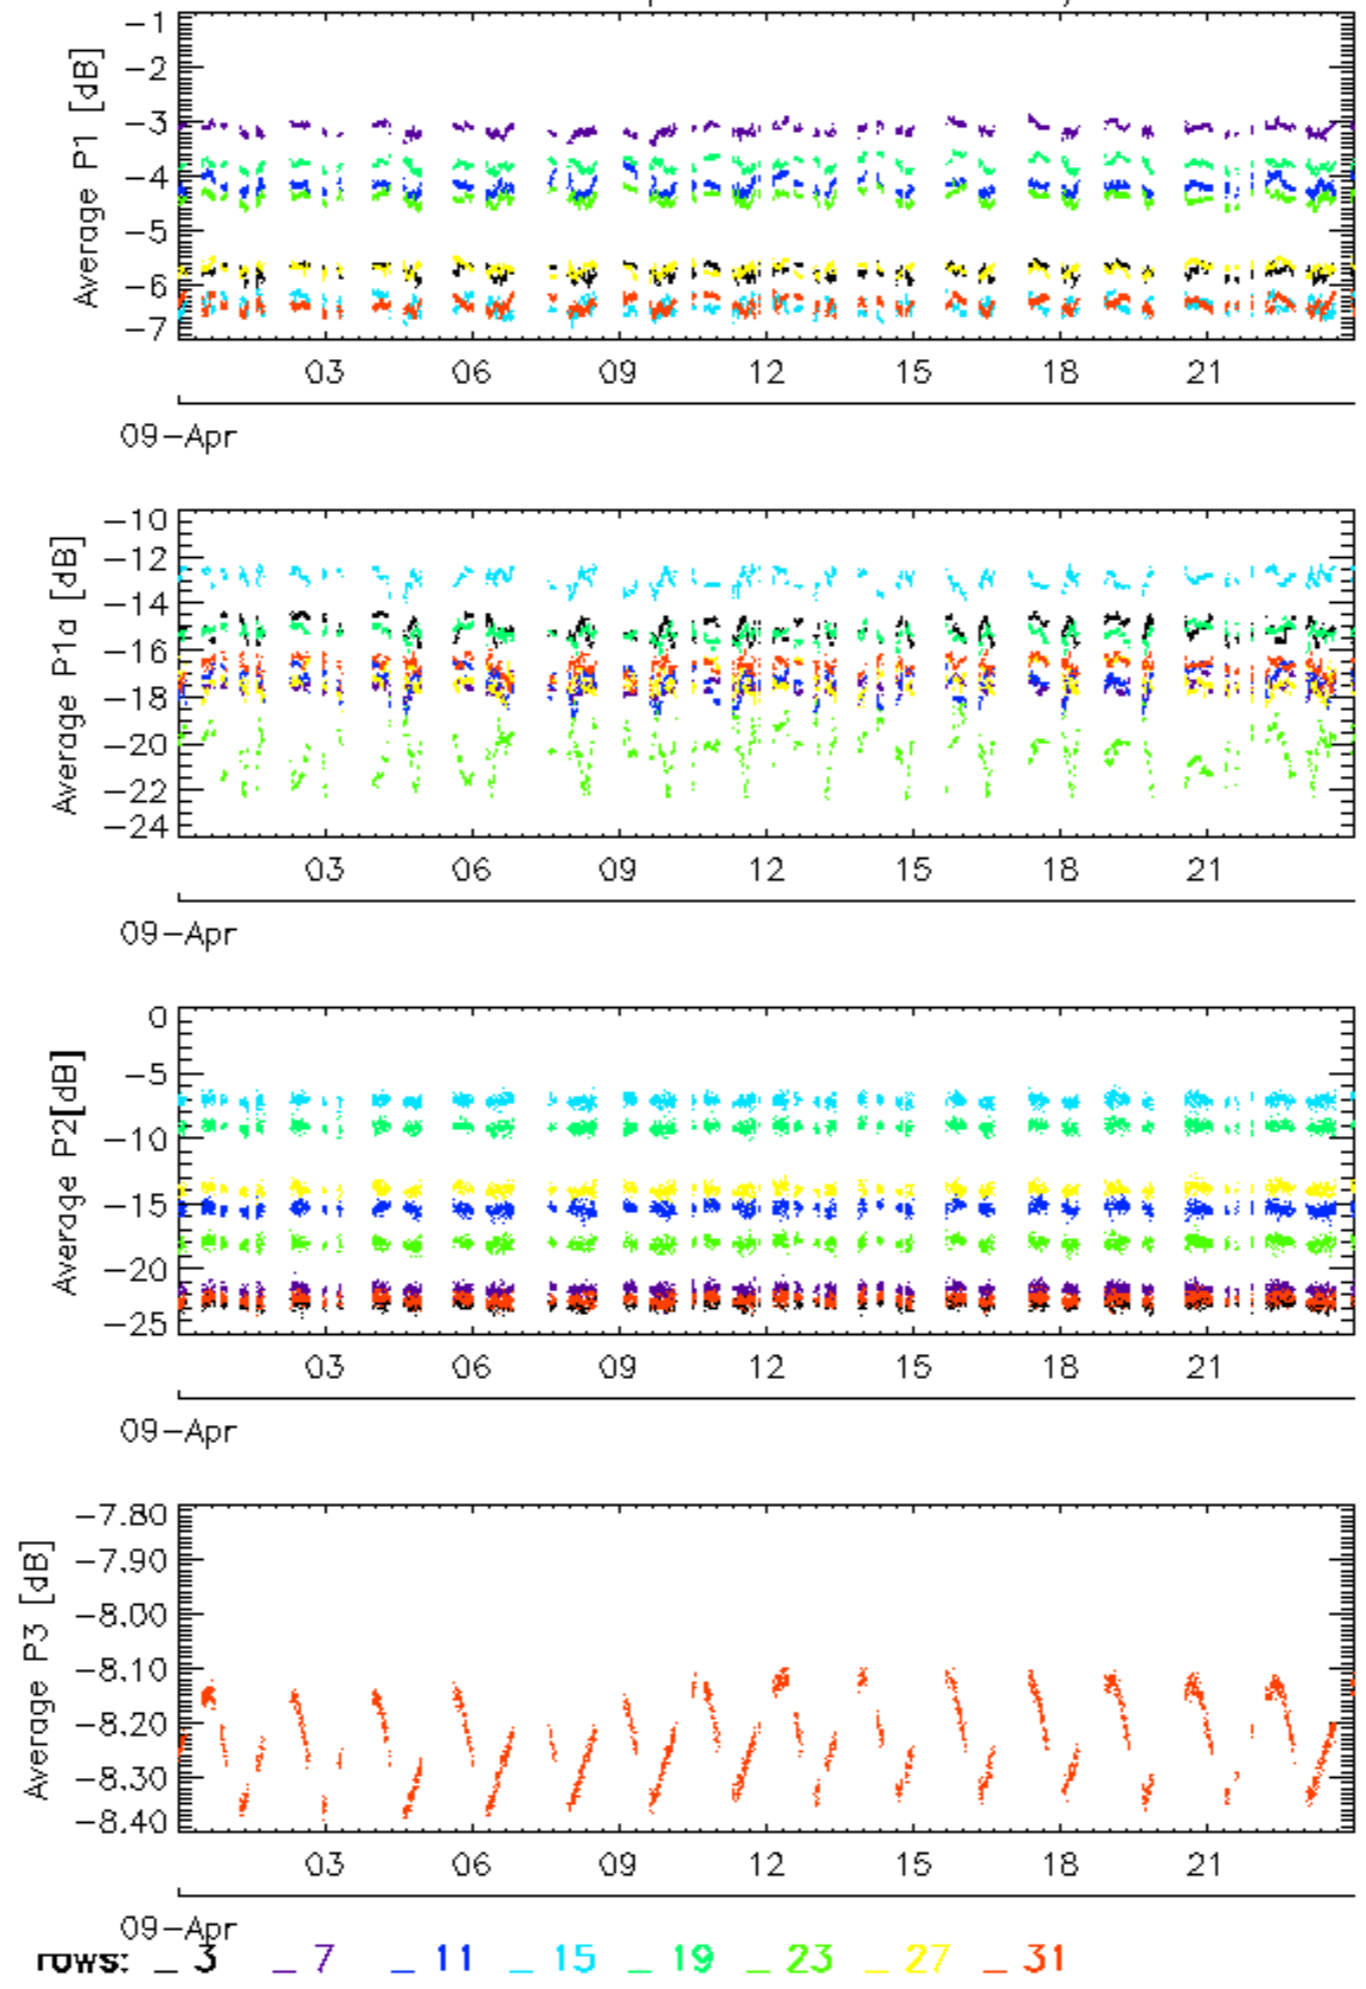 -1
-2
-3
-4
-5
-6
-7
Average P1 [dB]
03 06 09 12 15 18 21
09-Apr
-10
-12
-14
-16
-18
-20
-22
-24
Average P1a [dB]
03 06 09 12 15 18 21
09-Apr
0
-5
-10
-15
-20
-25
Average P2[dB]
03 06 09 12 15 18 21
09-Apr
-7.80
-7.90
-8.00
-8.10
-8.20
-8.30
-8.40
Average P3 [dB]
03 06 09 12 15 18 21
09-Apr
rows: _ 3 _ 7 _ 11 _ 15 _ 19 _ 23 _ 27 _ 31